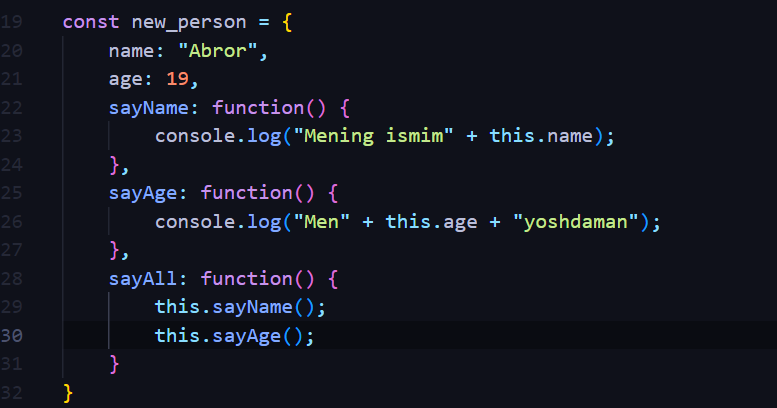 19 const new_person = {
20     name: "Abror",
21     age: 19,
22     sayName: function() {
23         console.log("Mening ismim" + this.name);
24     },
25     sayAge: function() {
26         console.log("Men" + this.age + "yoshdaman");
27     },
28     sayAll: function() {
29         this.sayName();
30         this.sayAge();
31     }
32 }